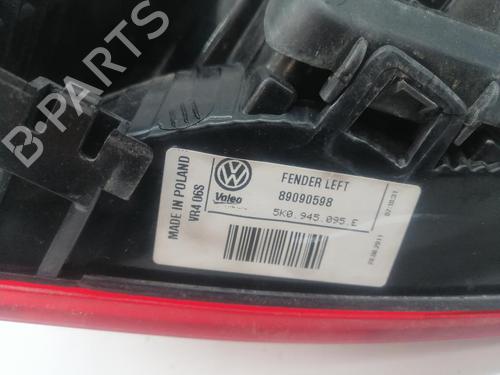 B-PARTS
MADE IN POLAND
VR4 06S
Valeo
FENDER LEFT
89090598
5K0.945.095.E